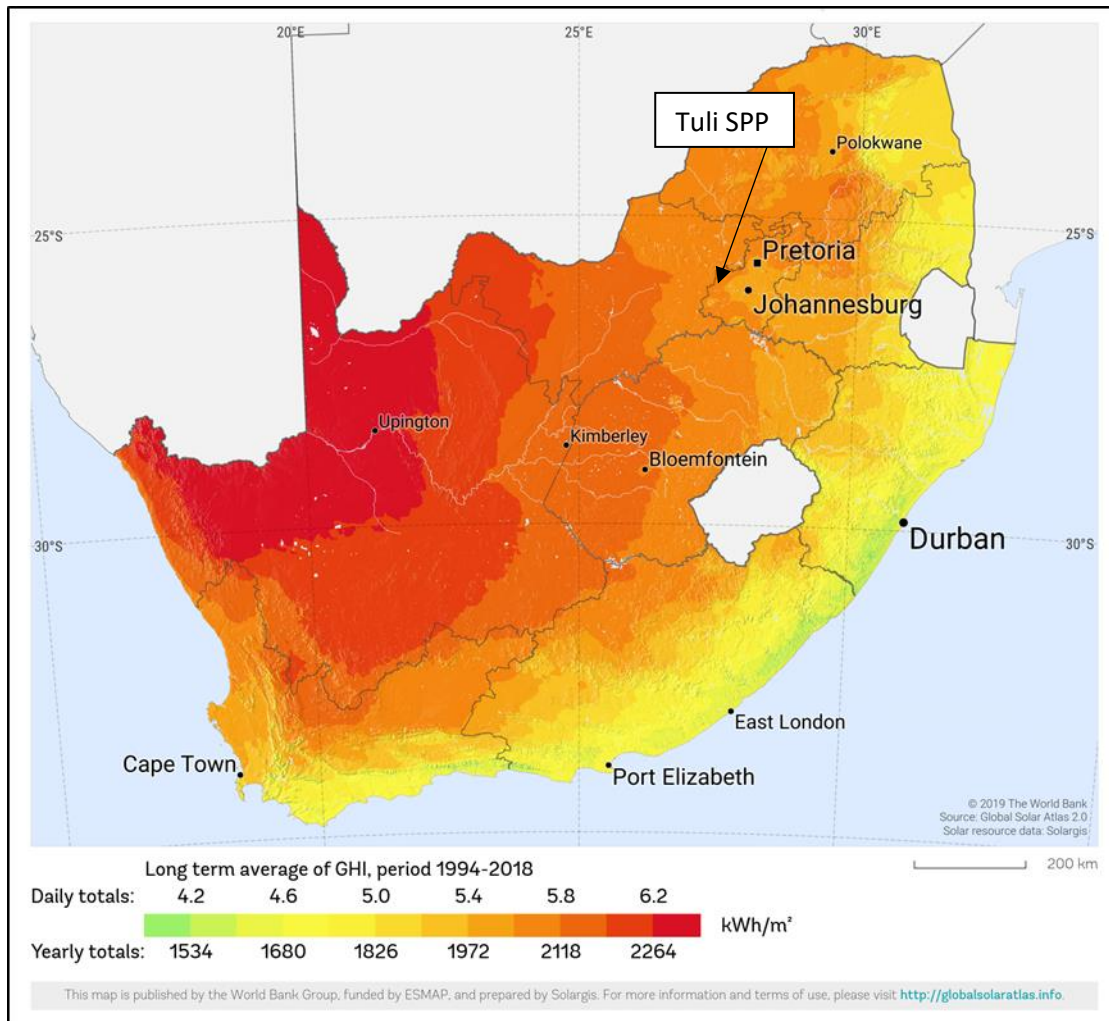 20°E
25°E
30°E
Tuli SPP
Polokwane
25°S
25°S
Pretoria
Johannesburg
Upington
Kimberley
Bloemfontein
Durban
30°S
30°S
East London
Cape Town
Port Elizabeth
© 2019 The World Bank
Source: Global Solar Atlas 2.0
Solar resource data: Solargis
200 km
Long term average of GHI, period 1994-2018
Daily totals: 4.2 4.6 5.0 5.4 5.8 6.2
kWh/m²
Yearly totals: 1534 1680 1826 1972 2118 2264
This map is published by the World Bank Group, funded by ESMAP, and prepared by Solargis. For more information and terms of use, please visit http://globalsolaratlas.info.